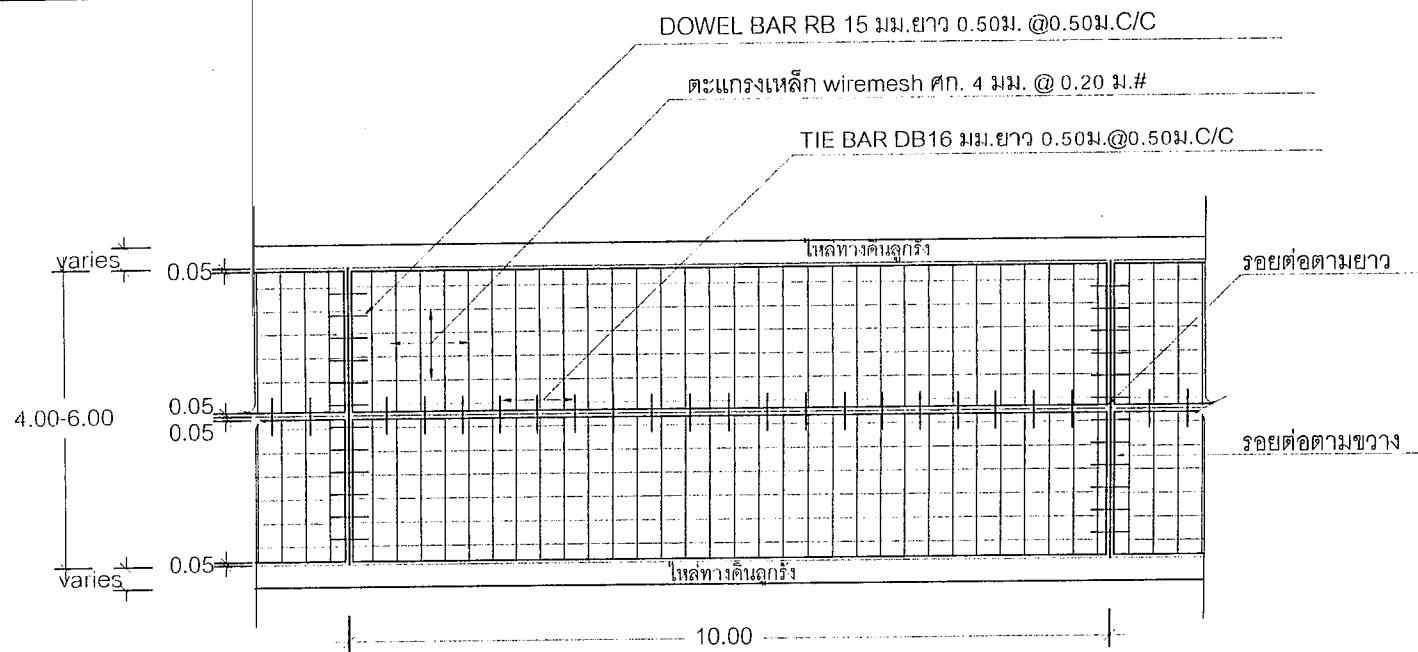 DOWEL BAR RB 15 มม.ยาว 0.50ม. @0.50ม.C/C
ตะแกรงเหล็ก wiremesh ศก. 4 มม. @ 0.20 ม.#
TIE BAR DB16 มม.ยาว 0.50ม.@0.50ม.C/C
varies
ไหล่ทางดินลูกรัง
0.05
รอยต่อตามยาว
4.00-6.00
0.05
0.05
รอยต่อตามขวาง
0.05
varies
ไหล่ทางดินลูกรัง
10.00